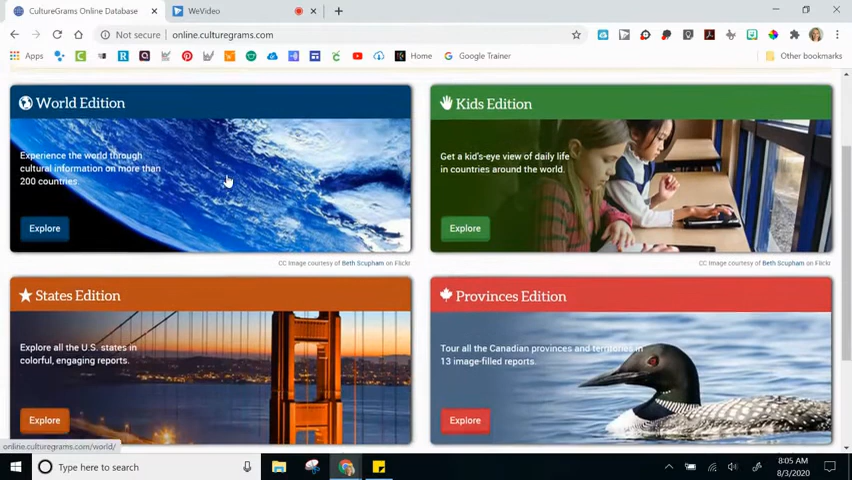 CultureGrams Online Database
WeVideo
Not secure | online.culturegrams.com
Apps
Home
Google Trainer
Other bookmarks
World Edition
Experience the world through
cultural information on more than
200 countries.
Explore
CC Image courtesy of Beth Scupham on Flickr
Kids Edition
Get a kid's-eye view of daily life
in countries around the world.
Explore
CC Image courtesy of Beth Scupham on Flickr
States Edition
Explore all the U.S. states in
colorful, engaging reports.
Explore
Provinces Edition
Tour all the Canadian provinces and territories in
13 image-filled reports.
Explore
online.culturegrams.com/world/
Type here to search
8:05 AM
8/3/2020